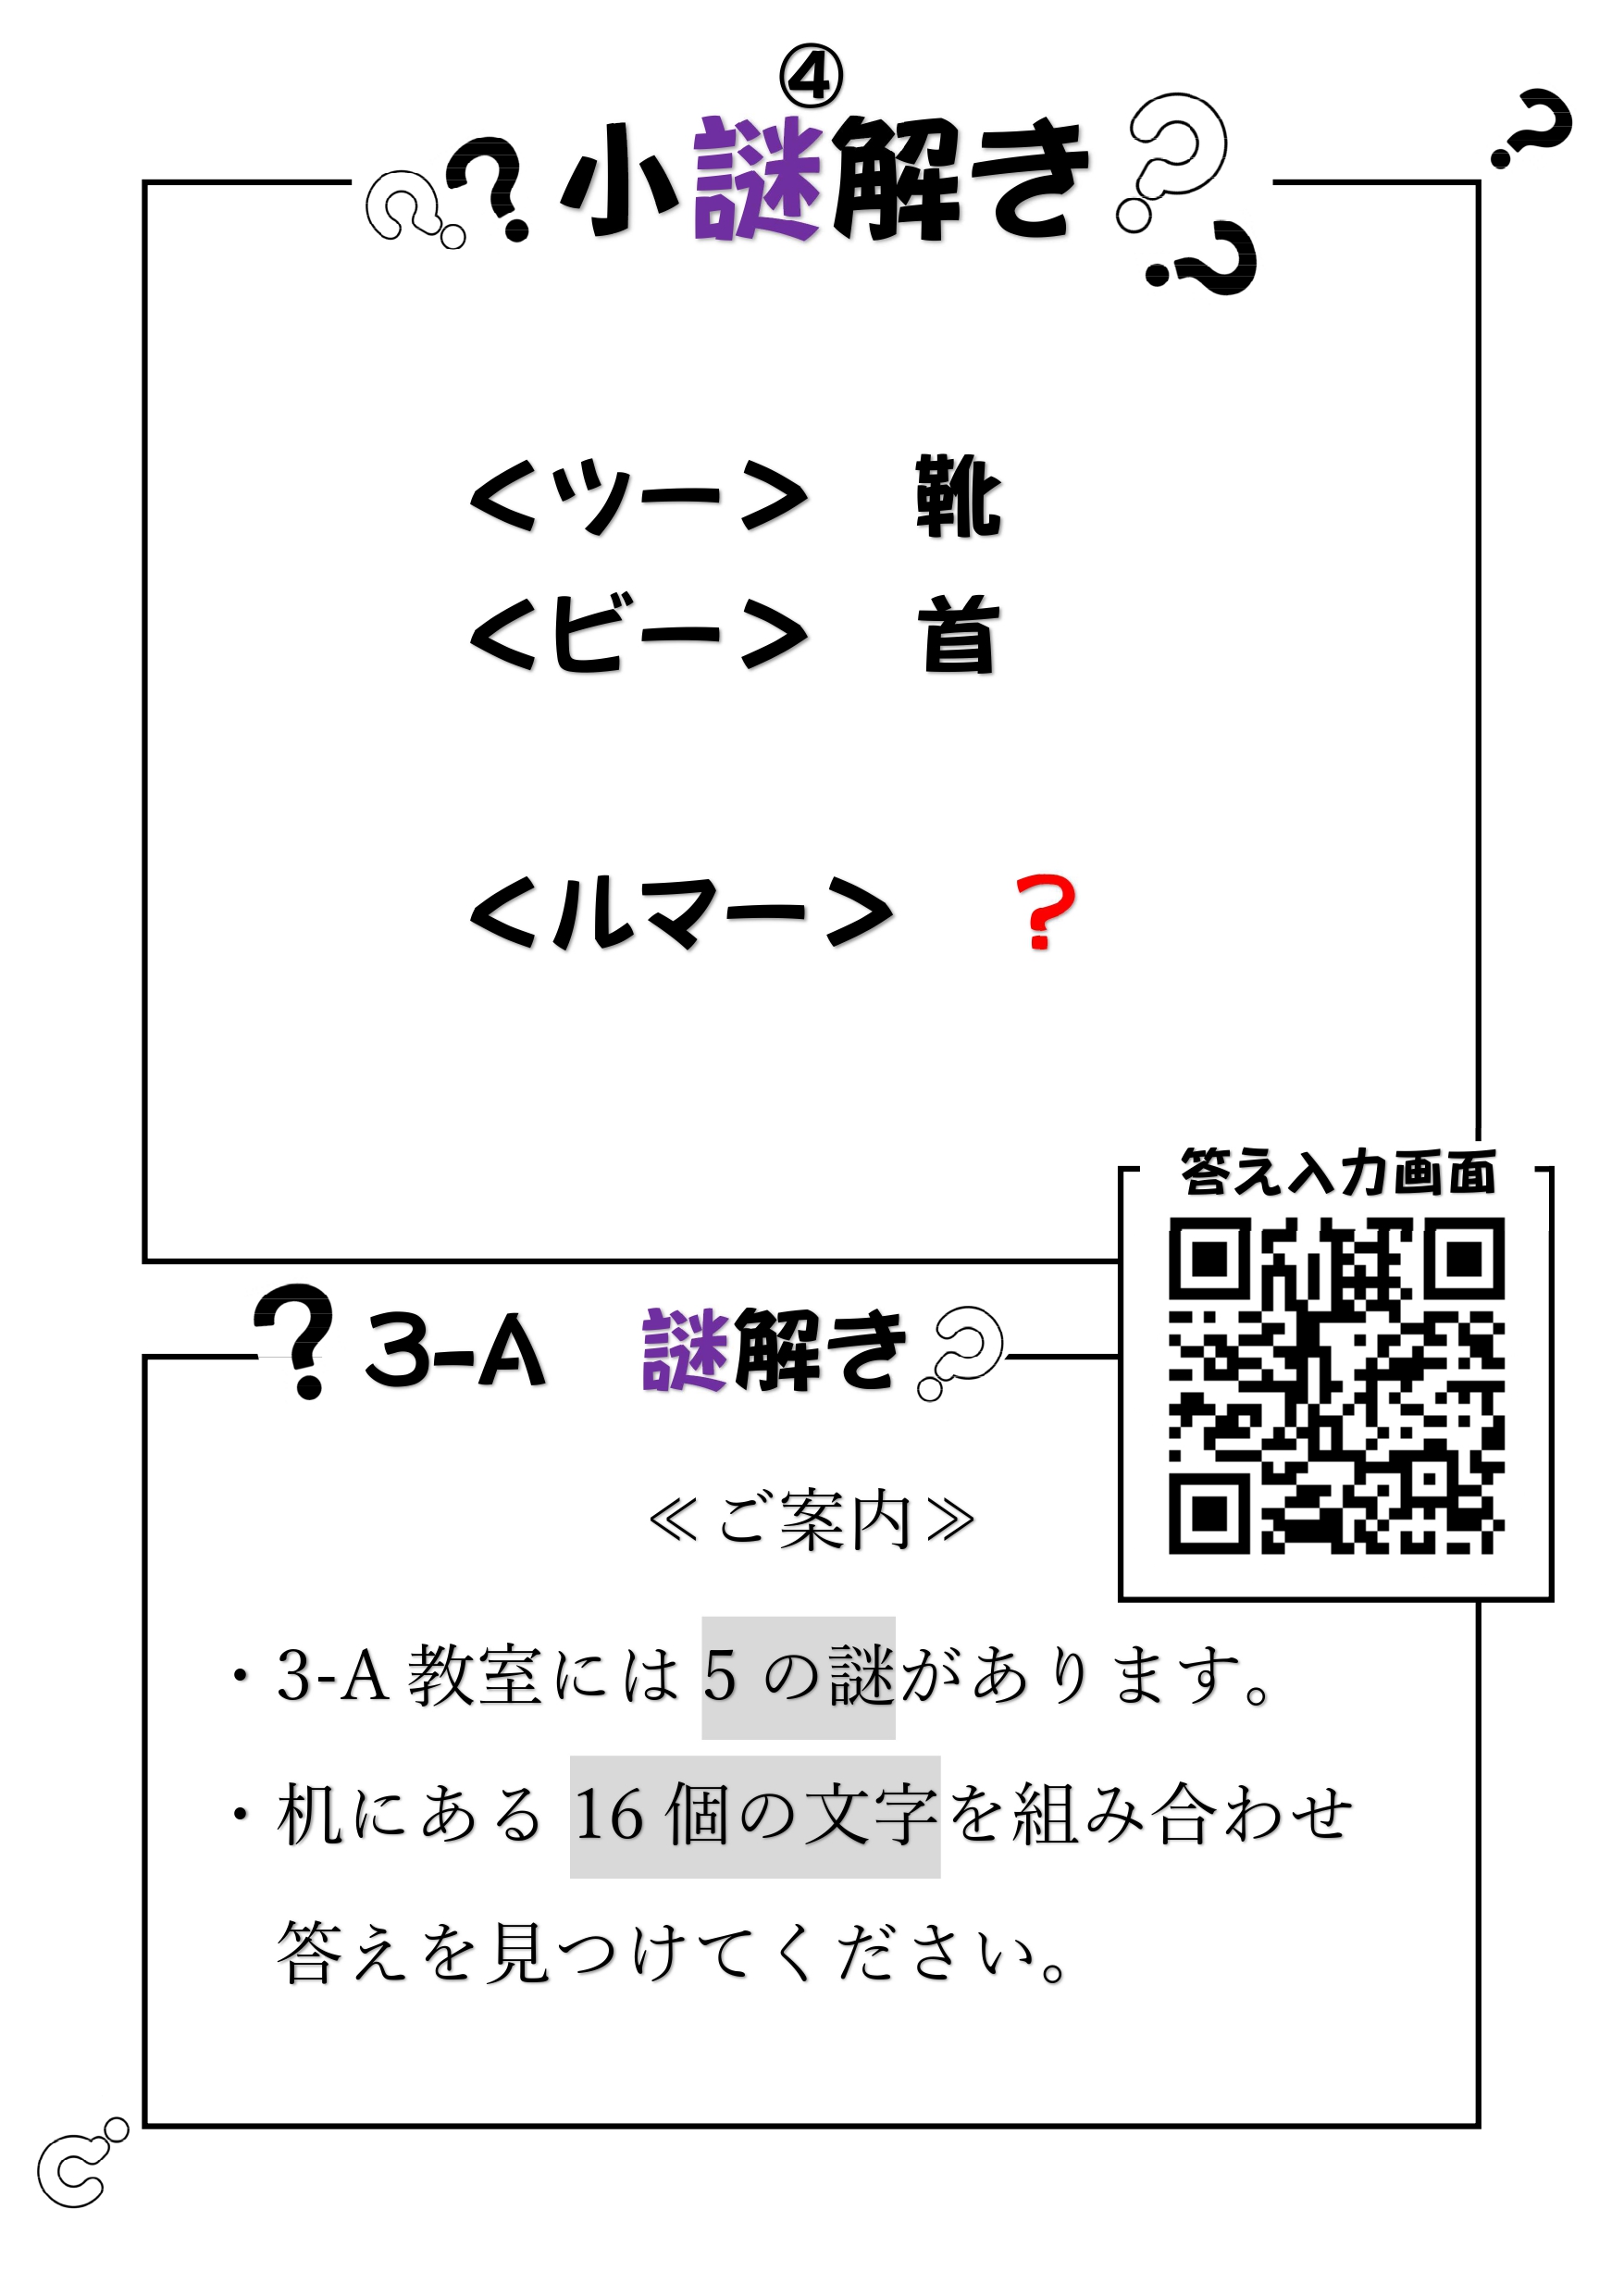 ④
小謎解き
＜ツー＞　靴
＜ビー＞　首
＜ルマー＞　？
答え入力画面
3-A　謎解き
≪ご案内≫
・3-A 教室には 5 の謎があります。
・机にある 16 個の文字を組み合わせ
答えを見つけてください。